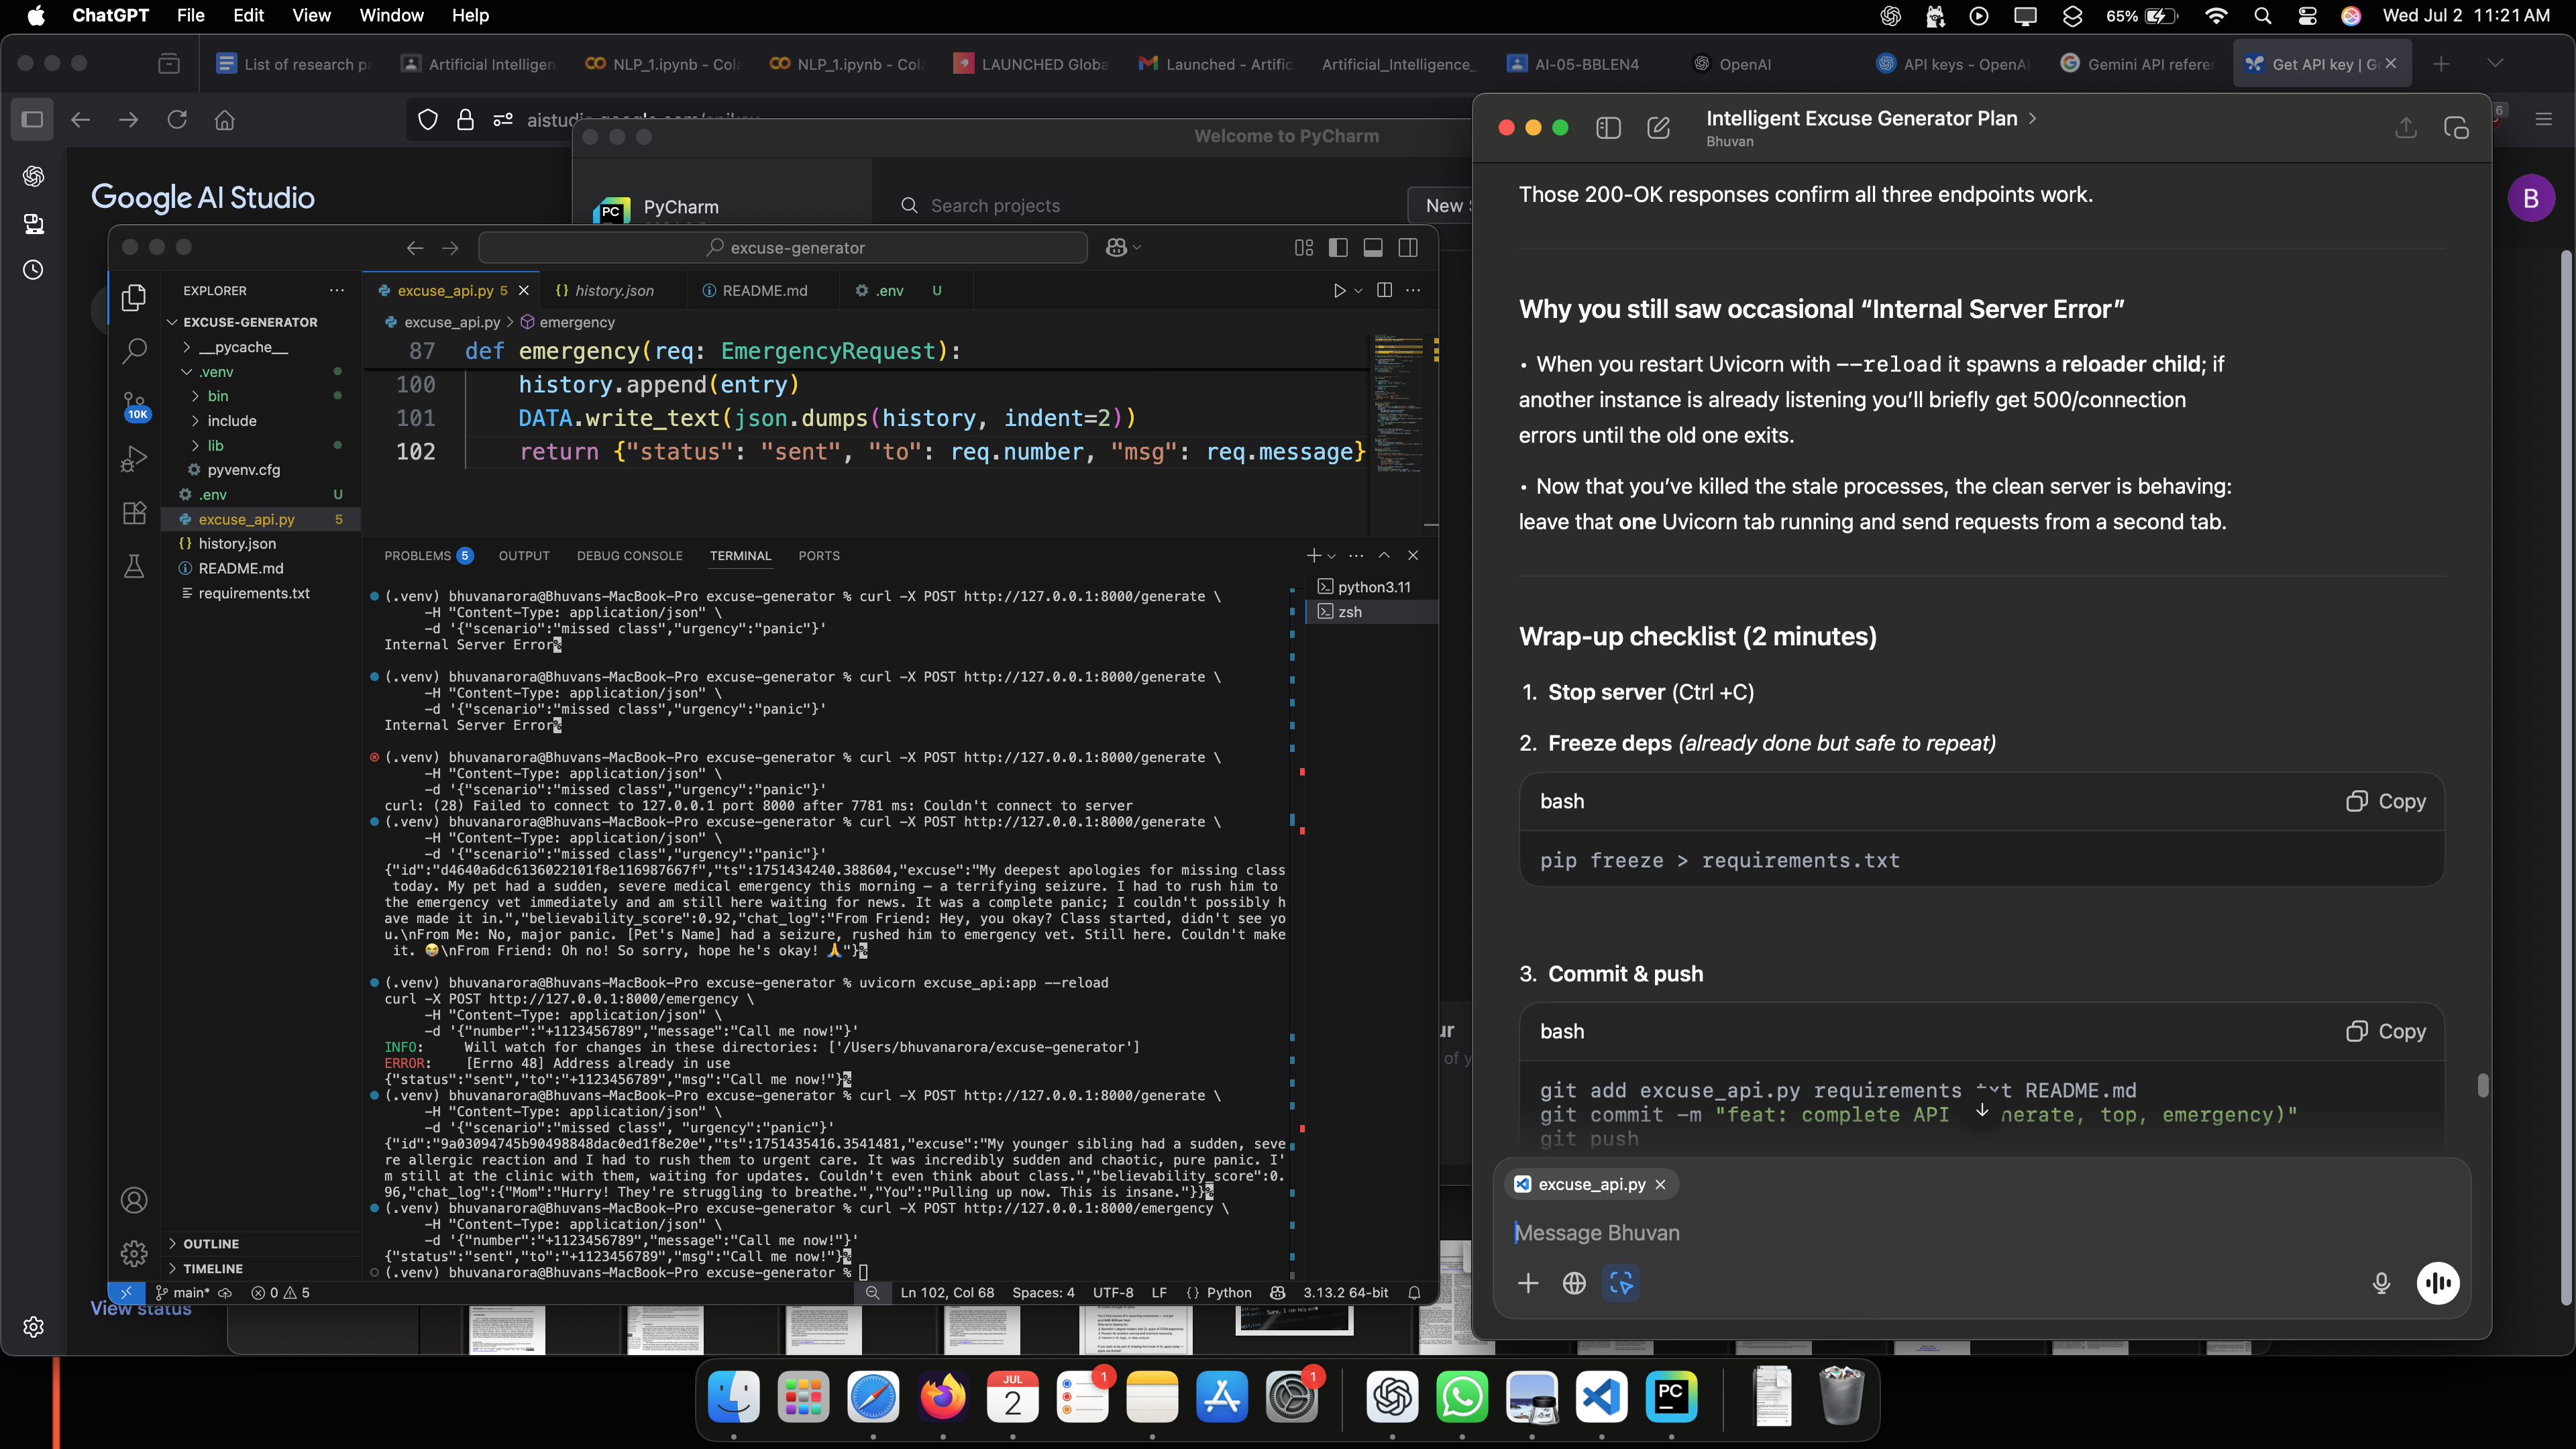 ChatGPT File Edit View Window Help
65% Wed Jul 2 11:21 AM
List of research pa
Artificial Intelligen
NLP_1.ipynb - Cola
NLP_1.ipynb - Cola
LAUNCHED Globa
Launched - Artific
Artificial_Intelligence_
AI-05-BBLEN4
OpenAI
API keys - OpenAI
Gemini API referen
Get API key | G
Google AI Studio
View status
Welcome to PyCharm
PC PyCharm
Search projects
New
B
excuse-generator
EXPLORER
EXCUSE-GENERATOR
__pycache__
.venv
bin
include
lib
pyvenv.cfg
.env U
excuse_api.py 5
history.json
README.md
requirements.txt
OUTLINE
TIMELINE
10K
excuse_api.py 5
{} history.json
README.md
.env U
excuse_api.py > emergency
87 def emergency(req: EmergencyRequest):
100 history.append(entry)
101 DATA.write_text(json.dumps(history, indent=2))
102 return {"status": "sent", "to": req.number, "msg": req.message}
PROBLEMS 5 OUTPUT DEBUG CONSOLE TERMINAL PORTS
python3.11
zsh
(.venv) bhuvanarora@Bhuvans-MacBook-Pro excuse-generator % curl -X POST http://127.0.0.1:8000/generate \
-H "Content-Type: application/json" \
-d '{"scenario":"missed class","urgency":"panic"}'
Internal Server Error%
(.venv) bhuvanarora@Bhuvans-MacBook-Pro excuse-generator % curl -X POST http://127.0.0.1:8000/generate \
-H "Content-Type: application/json" \
-d '{"scenario":"missed class","urgency":"panic"}'
Internal Server Error%
(.venv) bhuvanarora@Bhuvans-MacBook-Pro excuse-generator % curl -X POST http://127.0.0.1:8000/generate \
-H "Content-Type: application/json" \
-d '{"scenario":"missed class","urgency":"panic"}'
curl: (28) Failed to connect to 127.0.0.1 port 8000 after 7781 ms: Couldn't connect to server
(.venv) bhuvanarora@Bhuvans-MacBook-Pro excuse-generator % curl -X POST http://127.0.0.1:8000/generate \
-H "Content-Type: application/json" \
-d '{"scenario":"missed class","urgency":"panic"}'
{"id":"d4640a6dc6136022101f8e116987667f","ts":1751434240.388604,"excuse":"My deepest apologies for missing class
today. My pet had a sudden, severe medical emergency this morning – a terrifying seizure. I had to rush him to
the emergency vet immediately and am still here waiting for news. It was a complete panic; I couldn't possibly h
ave made it in.","believability_score":0.92,"chat_log":"From Friend: Hey, you okay? Class started, didn't see yo
u.\nFrom Me: No, major panic. [Pet's Name] had a seizure, rushed him to emergency vet. Still here. Couldn't make
it. 😭\nFrom Friend: Oh no! So sorry, hope he's okay! 🙏"}%
(.venv) bhuvanarora@Bhuvans-MacBook-Pro excuse-generator % uvicorn excuse_api:app --reload
curl -X POST http://127.0.0.1:8000/emergency \
-H "Content-Type: application/json" \
-d '{"number":"+1123456789","message":"Call me now!"}'
INFO: Will watch for changes in these directories: ['/Users/bhuvanarora/excuse-generator']
ERROR: [Errno 48] Address already in use
{"status":"sent","to":"+1123456789","msg":"Call me now!"}%
(.venv) bhuvanarora@Bhuvans-MacBook-Pro excuse-generator % curl -X POST http://127.0.0.1:8000/generate \
-H "Content-Type: application/json" \
-d '{"scenario":"missed class", "urgency":"panic"}'
{"id":"9a03094745b90498848dac0ed1f8e20e","ts":1751435416.3541481,"excuse":"My younger sibling had a sudden, seve
re allergic reaction and I had to rush them to urgent care. It was incredibly sudden and chaotic, pure panic. I'
m still at the clinic with them, waiting for updates. Couldn't even think about class.","believability_score":0.
96,"chat_log":{"Mom":"Hurry! They're struggling to breathe.","You":"Pulling up now. This is insane."}}%
(.venv) bhuvanarora@Bhuvans-MacBook-Pro excuse-generator % curl -X POST http://127.0.0.1:8000/emergency \
-H "Content-Type: application/json" \
-d '{"number":"+1123456789","message":"Call me now!"}'
{"status":"sent","to":"+1123456789","msg":"Call me now!"}%
(.venv) bhuvanarora@Bhuvans-MacBook-Pro excuse-generator %
main* 0 5 Ln 102, Col 68 Spaces: 4 UTF-8 LF {} Python 3.13.2 64-bit
Intelligent Excuse Generator Plan >
Bhuvan
Those 200-OK responses confirm all three endpoints work.
Why you still saw occasional “Internal Server Error”
• When you restart Uvicorn with --reload it spawns a reloader child; if
another instance is already listening you’ll briefly get 500/connection
errors until the old one exits.
• Now that you’ve killed the stale processes, the clean server is behaving:
leave that one Uvicorn tab running and send requests from a second tab.
Wrap-up checklist (2 minutes)
1. Stop server (Ctrl +C)
2. Freeze deps (already done but safe to repeat)
bash Copy
pip freeze > requirements.txt
3. Commit & push
bash Copy
git add excuse_api.py requirements txt README.md
git commit -m "feat: complete API nerate, top, emergency)"
git push
excuse_api.py
Message Bhuvan
ur
of y
JUL
2
1
1
PC